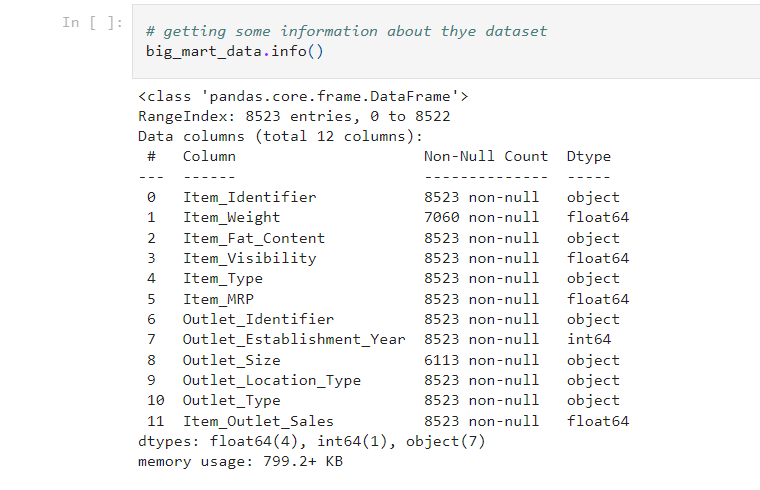 In [ ]:
# getting some information about thye dataset
big_mart_data.info()
<class 'pandas.core.frame.DataFrame'>
RangeIndex: 8523 entries, 0 to 8522
Data columns (total 12 columns):
 #   Column                     Non-Null Count  Dtype
---  ------                     --------------  -----
 0   Item_Identifier            8523 non-null   object
 1   Item_Weight                7060 non-null   float64
 2   Item_Fat_Content           8523 non-null   object
 3   Item_Visibility            8523 non-null   float64
 4   Item_Type                  8523 non-null   object
 5   Item_MRP                   8523 non-null   float64
 6   Outlet_Identifier          8523 non-null   object
 7   Outlet_Establishment_Year  8523 non-null   int64
 8   Outlet_Size                6113 non-null   object
 9   Outlet_Location_Type       8523 non-null   object
 10  Outlet_Type                8523 non-null   object
 11  Item_Outlet_Sales          8523 non-null   float64
dtypes: float64(4), int64(1), object(7)
memory usage: 799.2+ KB